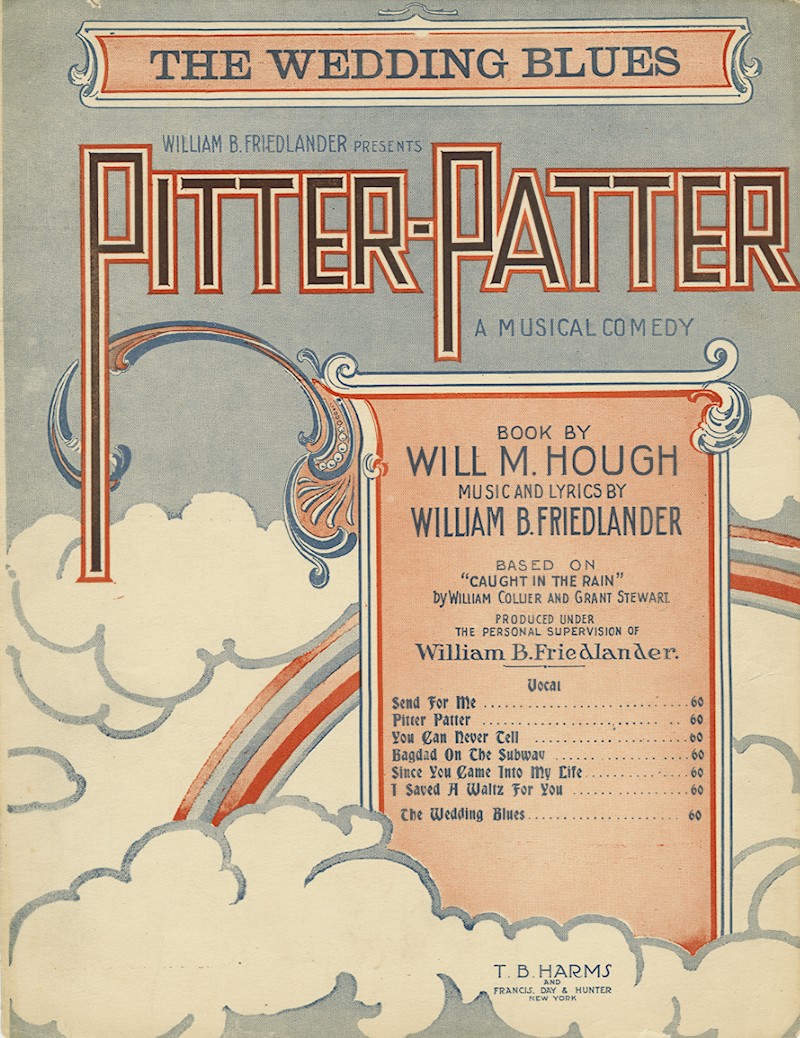 THE WEDDING BLUES
WILLIAM B. FRIEDLANDER PRESENTS
PITTER-PATTER
A MUSICAL COMEDY
BOOK BY
WILL M. HOUGH
MUSIC AND LYRICS BY
WILLIAM B. FRIEDLANDER
BASED ON
"CAUGHT IN THE RAIN"
by WILLIAM COLLIER AND GRANT STEWART.
PRODUCED UNDER
THE PERSONAL SUPERVISION OF
William B. Friedlander.
Vocal
Send For Me ........................ 60
Pitter Patter ........................ 60
You Can Never Tell ........................ 60
Bagdad On The Subway ........................ 60
Since You Came Into My Life ........................ 60
I Saved A Waltz For You ........................ 60
The Wedding Blues ........................ 60
T. B. HARMS
AND
FRANCIS, DAY & HUNTER
NEW YORK